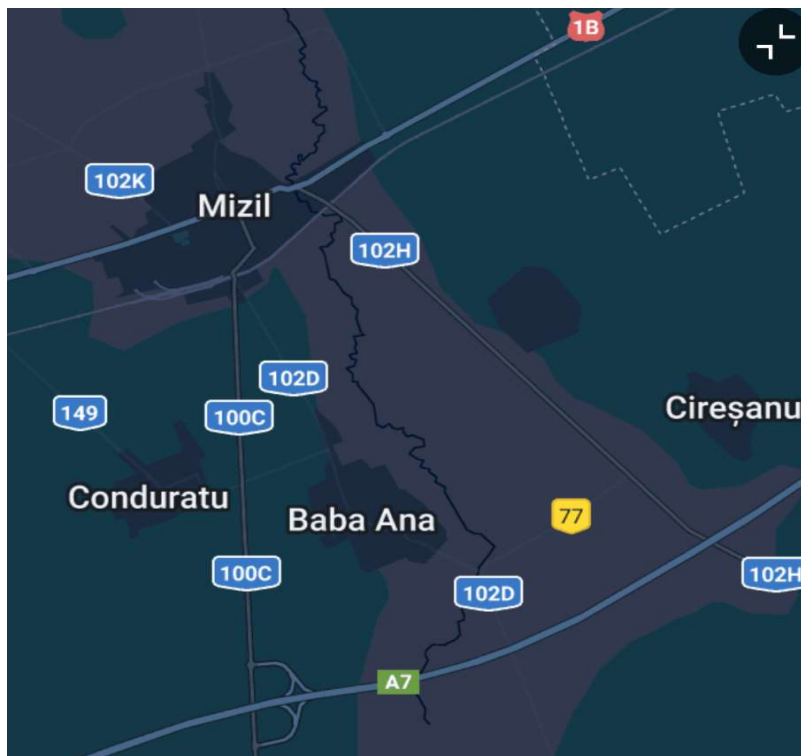 1B
102K
Mizil
102H
102D
149
100C
Cireșanu
Conduratu
Baba Ana
77
100C
102D
102H
A7